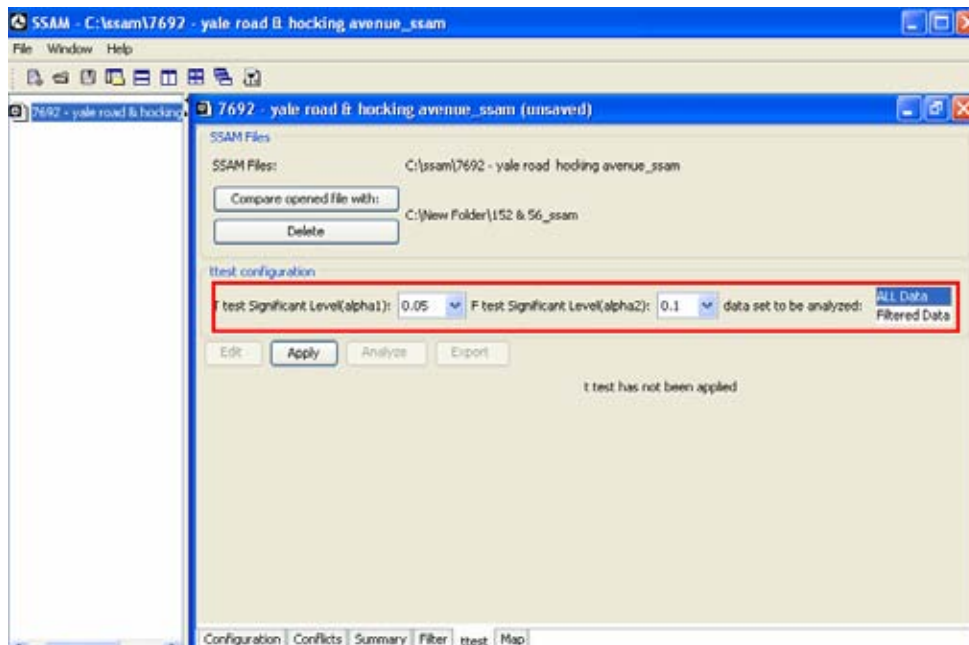 SSAM - C:\ssam\7692 - yale road & hocking avenue_ssam
File Window Help
7692 - yale road & hocking
7692 - yale road & hocking avenue_ssam (unsaved)
SSAM Files
SSAM Files: C:\ssam\7692 - yale road hocking avenue_ssam
Compare opened file with:
C:\New Folder\152 & 56_ssam
Delete
ttest configuration
T test Significant Level(alpha1): 0.05 F test Significant Level(alpha2): 0.1 data set to be analyzed: ALL Data
Filtered Data
Edit Apply Analyze Export
t test has not been applied
Configuration Conflicts Summary Filter ttest Map